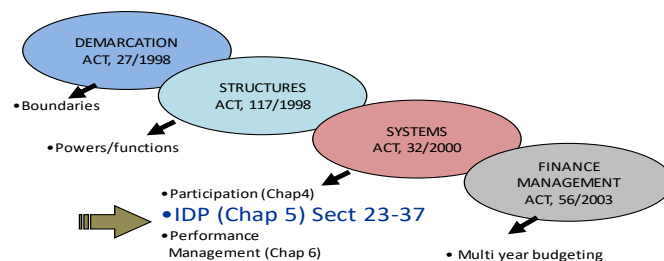 DEMARCATION
ACT, 27/1998
•Boundaries
STRUCTURES
ACT, 117/1998
•Powers/functions
SYSTEMS
ACT, 32/2000
•Participation (Chap4)
•IDP (Chap 5) Sect 23-37
•Performance
Management (Chap 6)
FINANCE
MANAGEMENT
ACT, 56/2003
• Multi year budgeting